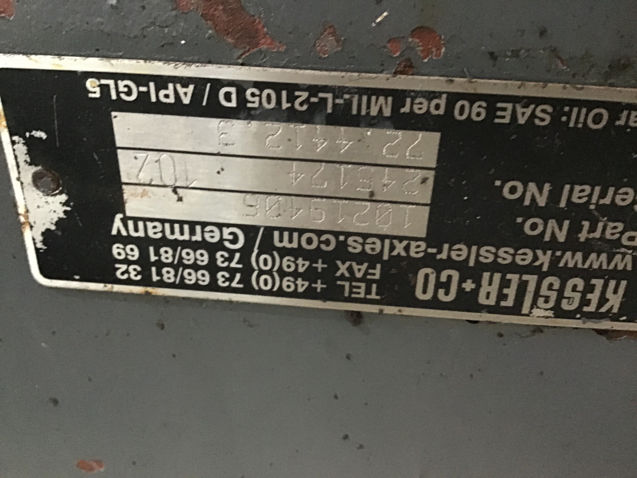 KESSLER+CO
TEL + +49(0) 73 66/81 32
FAX + +49(0) 73 66/81 69
www.kessler-axles.com / Germany
Part No. 10219406
erial No. 245174 102
72.4412.3
ar Oil: SAE 90 per MIL-L-2105 D / API-GL5